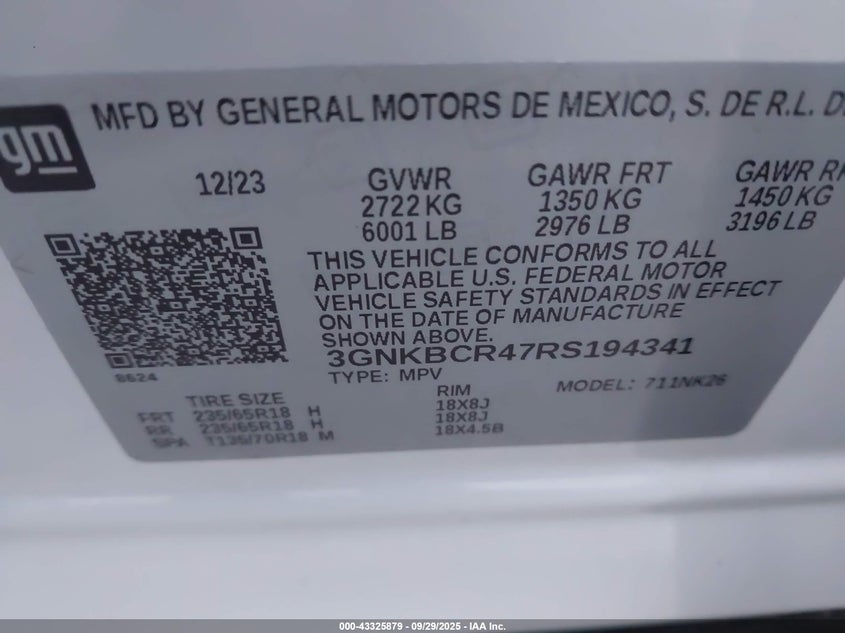 gm
MFD BY GENERAL MOTORS DE MEXICO, S. DE R.L. D
12/23
GVWR
2722 KG
6001 LB
GAWR FRT
1350 KG
2976 LB
GAWR R
1450 KG
3196 LB
THIS VEHICLE CONFORMS TO ALL
APPLICABLE U.S. FEDERAL MOTOR
VEHICLE SAFETY STANDARDS IN EFFECT
ON THE DATE OF MANUFACTURE
SHOWN ABOVE.
3GNKBCR47RS194341
TYPE: MPV
MODEL: 711NK26
8624
TIRE SIZE
RIM
FRT 235/65R18 H 18X8J
RR 235/65R18 H 18X8J
SPA T135/70R18 M 18X4.5B
000-43325879 - 09/29/2025 - IAA Inc.